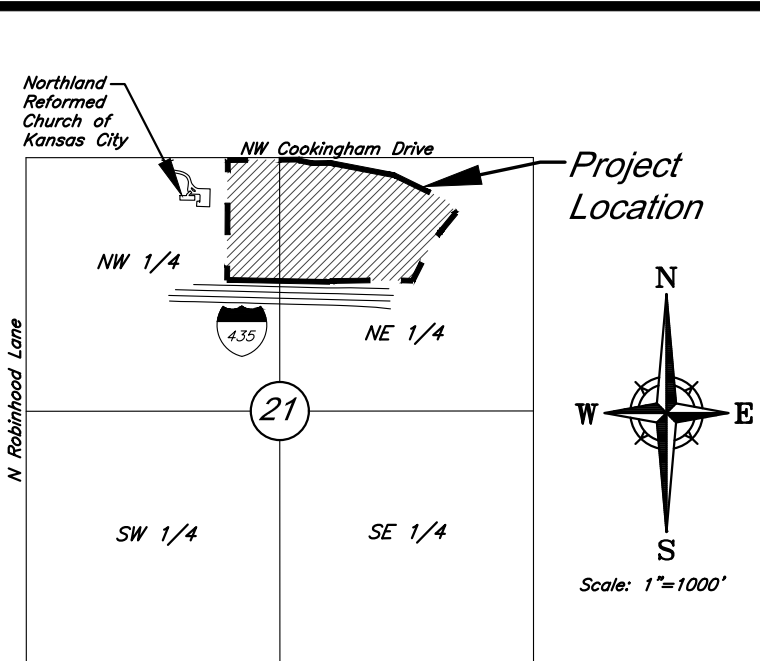 Northland
Reformed
Church of
Kansas City
NW Cookingham Drive
Project
Location
NW 1/4
435
NE 1/4
N Robinhood Lane
21
SW 1/4
SE 1/4
N
W
E
S
Scale: 1"=1000'